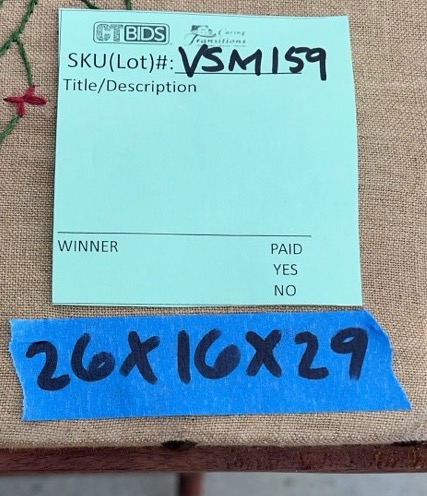 CTBIDS Caring Transitions
SKU(Lot)#: VSM159
Title/Description
WINNER PAID
YES
NO
26X16X29